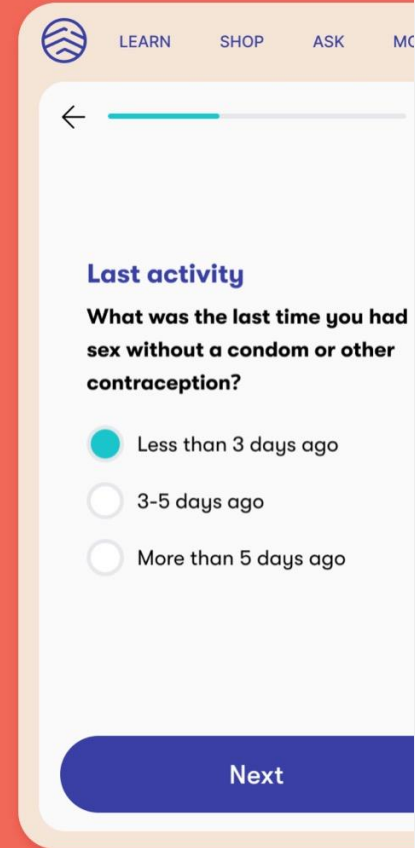 LEARN SHOP ASK
Last activity
What was the last time you had
sex without a condom or other
contraception?
Less than 3 days ago
3-5 days ago
More than 5 days ago
Next